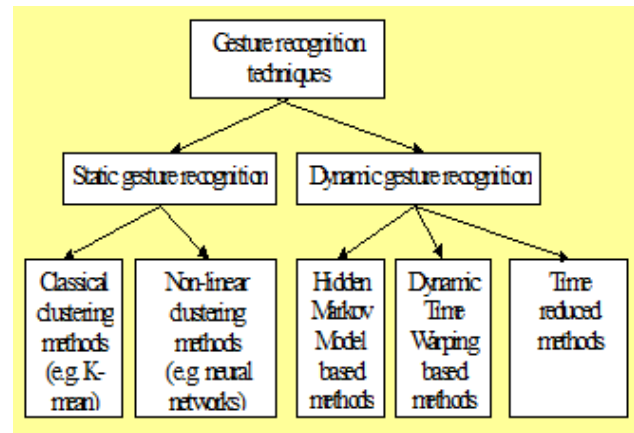 Gesture recognition
techniques
Static gesture recognition
Dynamic gesture recognition
Classical
clustering
methods
(e.g. K-
mean)
Non-linear
clustering
methods
(e.g. neural
networks)
Hidden
Markov
Model
based
methods
Dynamic
Time
Warping
based
methods
Time
reduced
methods